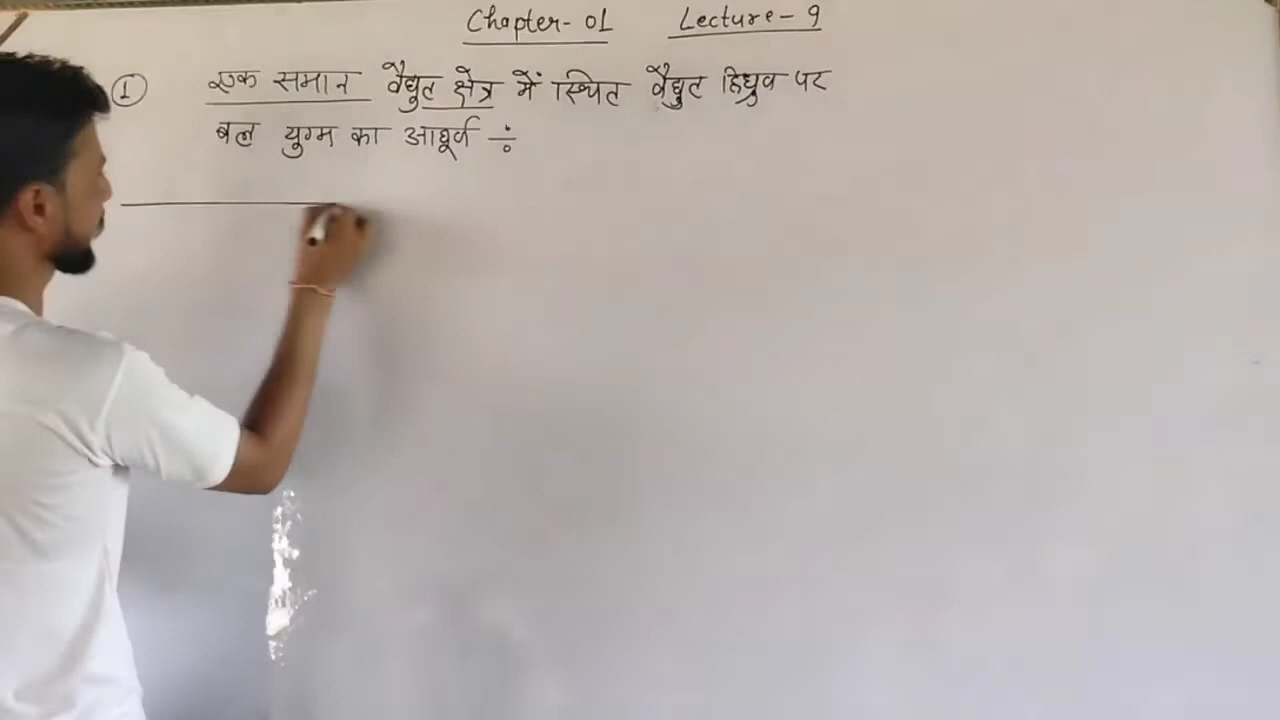 Chapter-01 Lecture-9
① एक समान वैद्युत क्षेत्र में स्थित वैद्युत द्विध्रुव पर
बल युग्म का आघूर्ण ÷